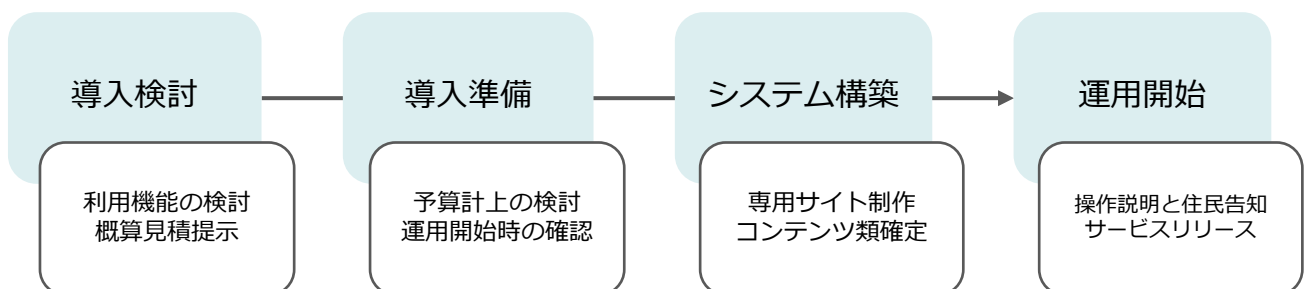 導入検討
利用機能の検討
概算見積提示
導入準備
予算計上の検討
運用開始時の確認
システム構築
専用サイト制作
コンテンツ類確定
運用開始
操作説明と住民告知
サービスリリース